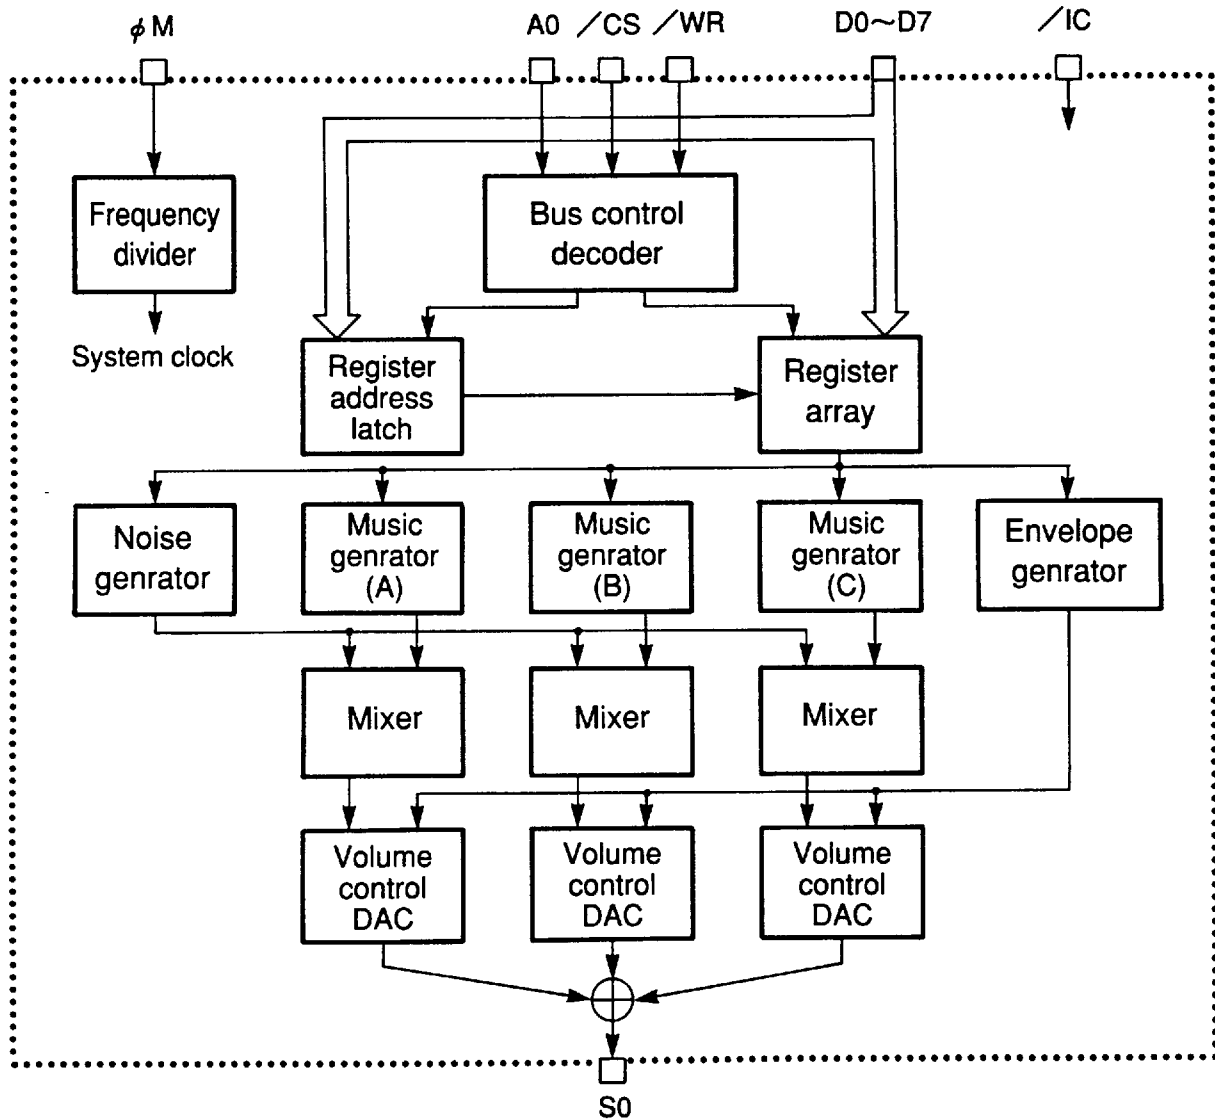 φM
A0 /CS /WR
D0~D7
/IC
Frequency
divider
Bus control
decoder
System clock
Register
address
latch
Register
array
Noise
genrator
Music
genrator
(A)
Music
genrator
(B)
Music
genrator
(C)
Envelope
genrator
Mixer
Mixer
Mixer
Volume
control
DAC
Volume
control
DAC
Volume
control
DAC
S0